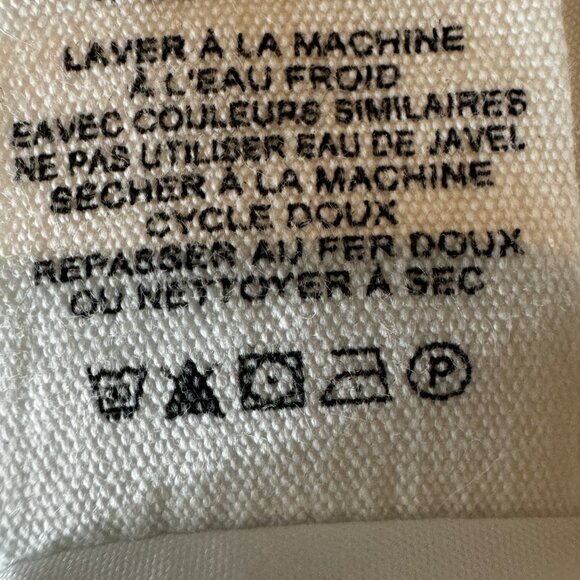 LAVER À LA MACHINE
À L'EAU FROID
EAVEC COULEURS SIMILAIRES
NE PAS UTILISER EAU DE JAVEL
SÉCHER À LA MACHINE
CYCLE DOUX
REPASSER AU FER DOUX
OU NETTOYER À SEC
P